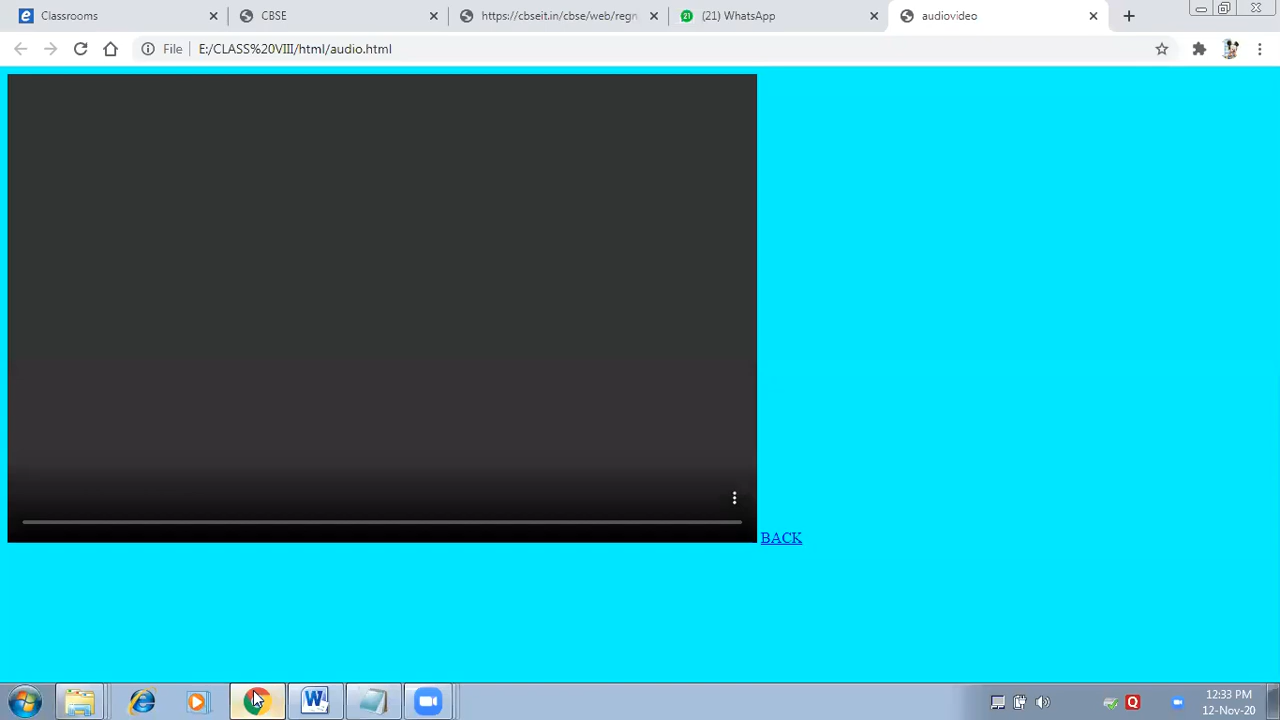 Classrooms
CBSE
https://cbseit.in/cbse/web/regn
(21) WhatsApp
audiovideo
File
E:/CLASS%20VIII/html/audio.html
BACK
12:33 PM
12-Nov-20